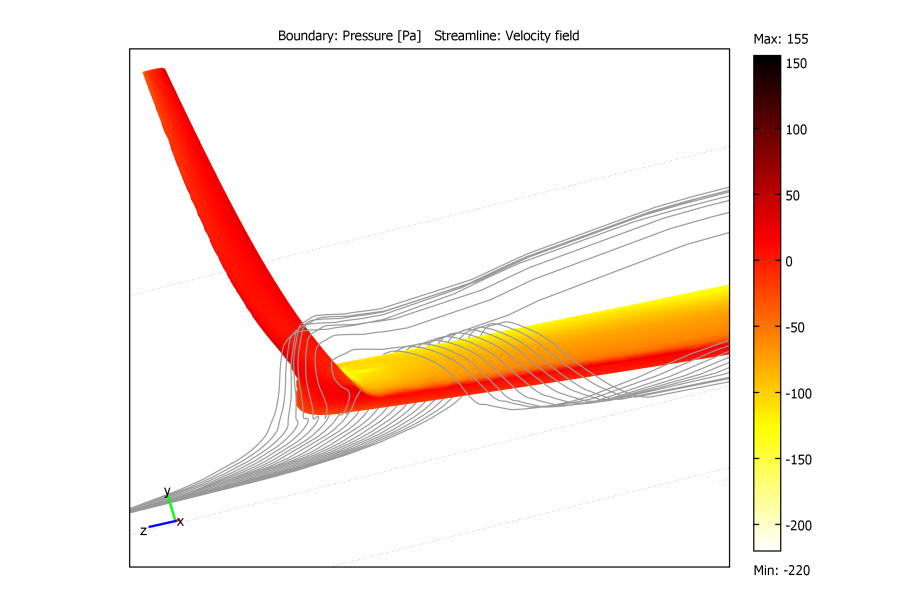 Boundary: Pressure [Pa]   Streamline: Velocity field
Max: 155
150
100
50
0
-50
-100
-150
-200
Min: -220
y
x
z